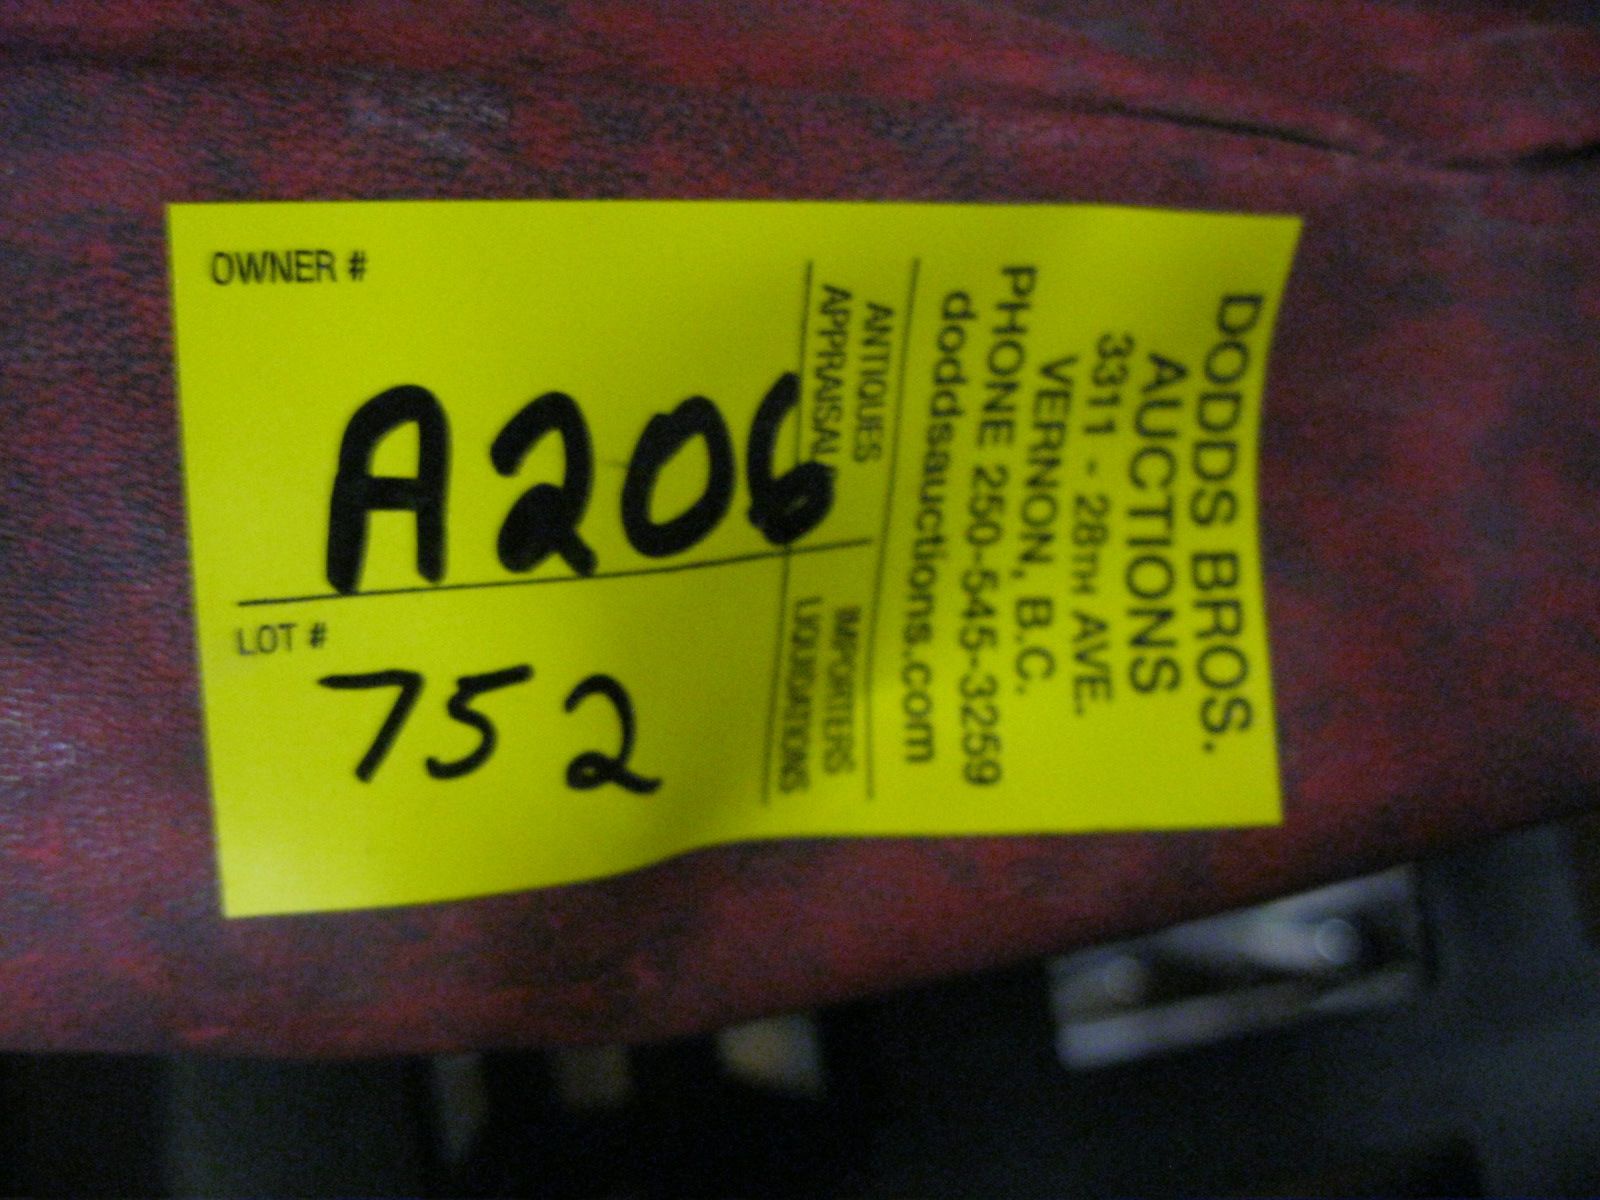 OWNER #
A206
LOT #
752
DODDS BROS.
AUCTIONS
3311 - 28TH AVE.
VERNON, B.C.
PHONE 250-545-3259
doddsauctions.com
ANTIQUES
APPRAISAL
IMPORTERS
LIQUIDATIONS